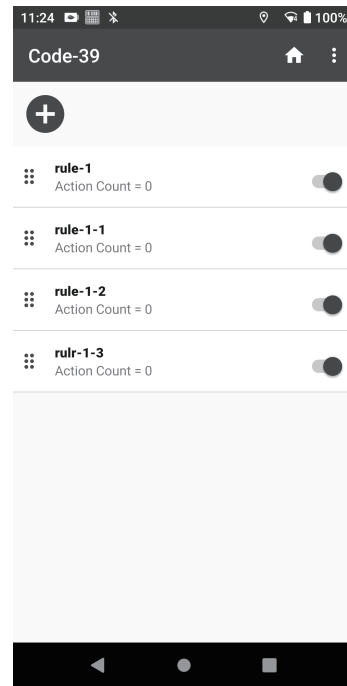 11:24 100%
Code-39
rule-1
Action Count = 0
rule-1-1
Action Count = 0
rule-1-2
Action Count = 0
rulr-1-3
Action Count = 0